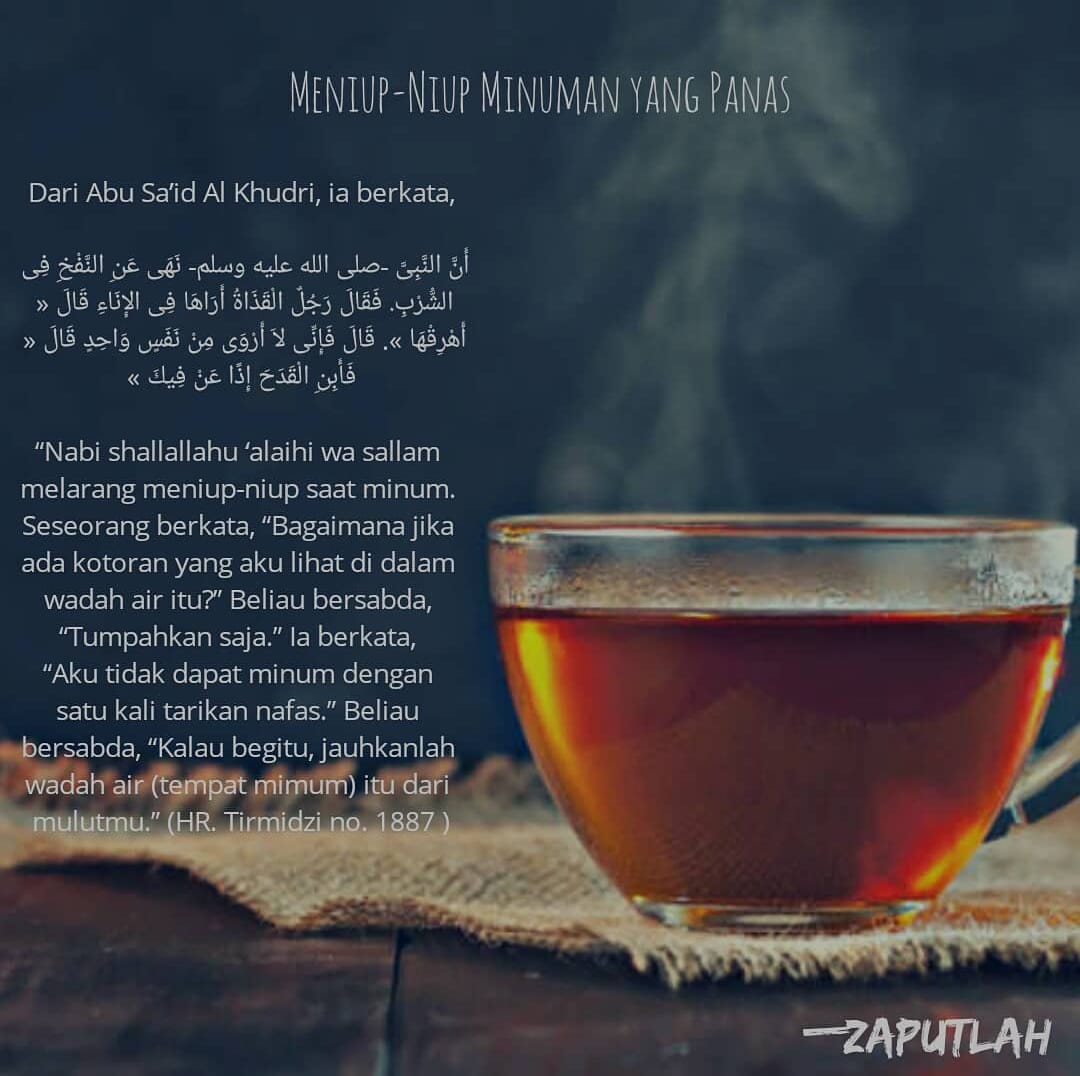 Meniup-Niup Minuman yang Panas
Dari Abu Sa’id Al Khudri, ia berkata,
أَنَّ النَّبِىَّ -صلى الله عليه وسلم- نَهَى عَنِ النَّفْخِ فِى
الشُّرْبِ. فَقَالَ رَجُلٌ الْقَذَاةُ أَرَاهَا فِى الإِنَاءِ قَالَ «
أَهْرِقْهَا ». قَالَ فَإِنِّى لاَ أَرْوَى مِنْ نَفَسٍ وَاحِدٍ قَالَ «
فَأَبِنِ الْقَدَحَ إِذًا عَنْ فِيكَ »
“Nabi shallallahu ‘alaihi wa sallam
melarang meniup-niup saat minum.
Seseorang berkata, “Bagaimana jika
ada kotoran yang aku lihat di dalam
wadah air itu?” Beliau bersabda,
“Tumpahkan saja.” Ia berkata,
“Aku tidak dapat minum dengan
satu kali tarikan nafas.” Beliau
bersabda, “Kalau begitu, jauhkanlah
wadah air (tempat mimum) itu dari
mulutmu.” (HR. Tirmidzi no. 1887 )
—ZAPUTLAH